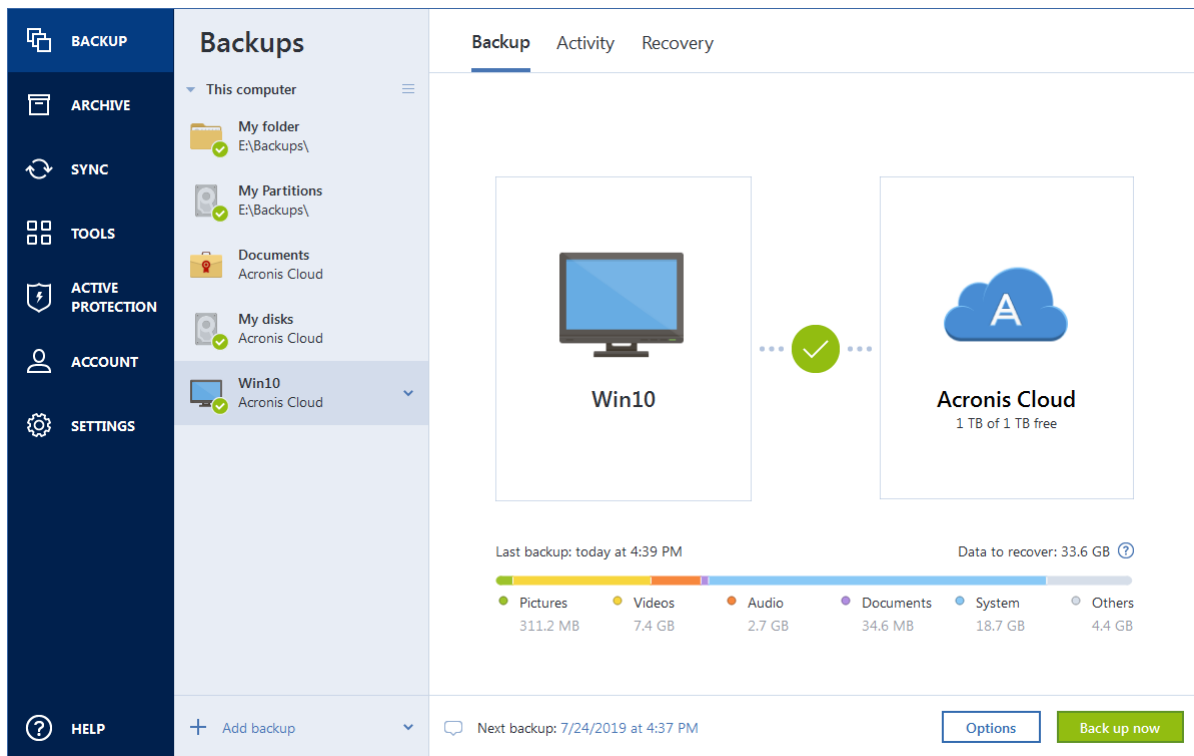 BACKUP
ARCHIVE
SYNC
TOOLS
ACTIVE
PROTECTION
ACCOUNT
SETTINGS
HELP
Backups
This computer
My folder
E:\Backups\
My Partitions
E:\Backups\
Documents
Acronis Cloud
My disks
Acronis Cloud
Win10
Acronis Cloud
Add backup
Backup Activity Recovery
Win10
A
Acronis Cloud
1 TB of 1 TB free
Last backup: today at 4:39 PM
Data to recover: 33.6 GB ?
Pictures Videos Audio Documents System Others
311.2 MB 7.4 GB 2.7 GB 34.6 MB 18.7 GB 4.4 GB
Next backup: 7/24/2019 at 4:37 PM
Options
Back up now